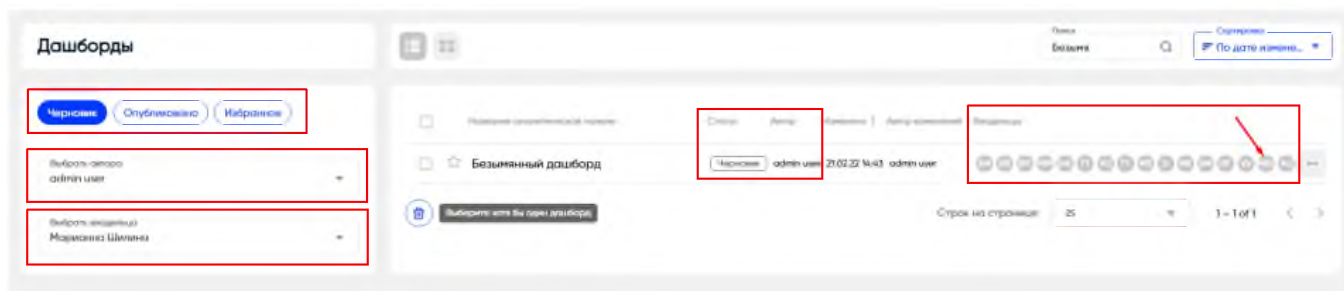 Дашборды
Поиск
Безымя
Сортировка
По дате измене...
Черновик
Опубликовано
Избранное
Выбрать автора
admin user
Выбрать владельца
Марианна Шилина
Статус Автор Изменено Автор изменений Владельцы
Безымянный дашборд Черновик admin user 21.02.22 14:43 admin user
Выберите хотя бы один дашборд
Строк на странице: 25 1-1 of 1